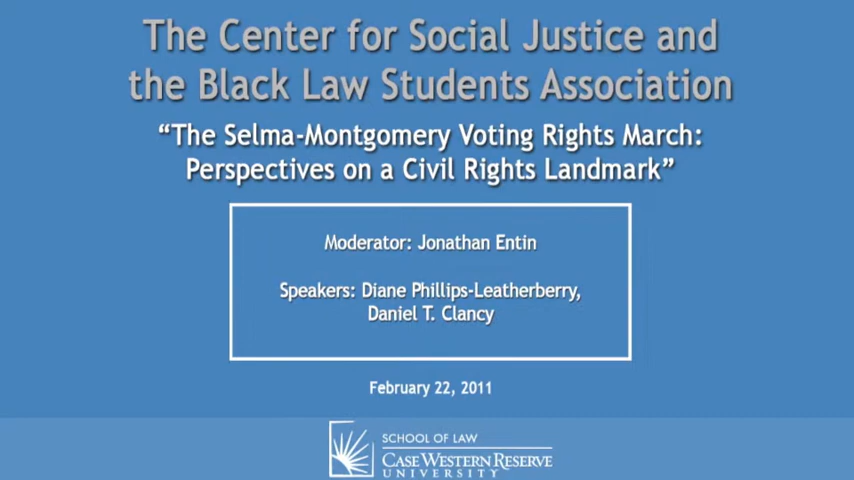 The Center for Social Justice and
the Black Law Students Association
“The Selma-Montgomery Voting Rights March:
Perspectives on a Civil Rights Landmark”
Moderator: Jonathan Entin
Speakers: Diane Phillips-Leatherberry,
Daniel T. Clancy
February 22, 2011
SCHOOL OF LAW
CASE WESTERN RESERVE
UNIVERSITY